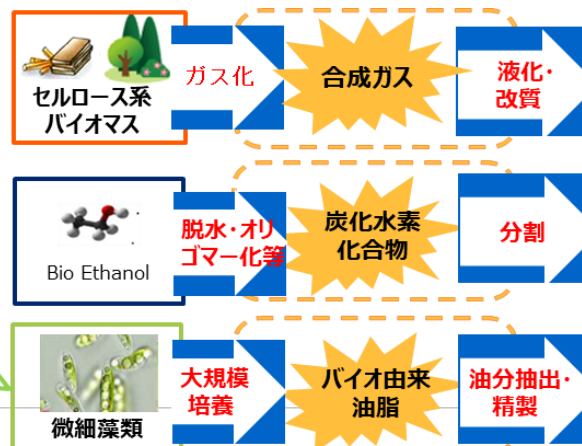 セルロース系
バイオマス
ガス化
合成ガス
液化・
改質
Bio Ethanol
脱水・オリ
ゴマー化等
炭化水素
化合物
分割
微細藻類
大規模
培養
バイオ由来
油脂
油分抽出・
精製